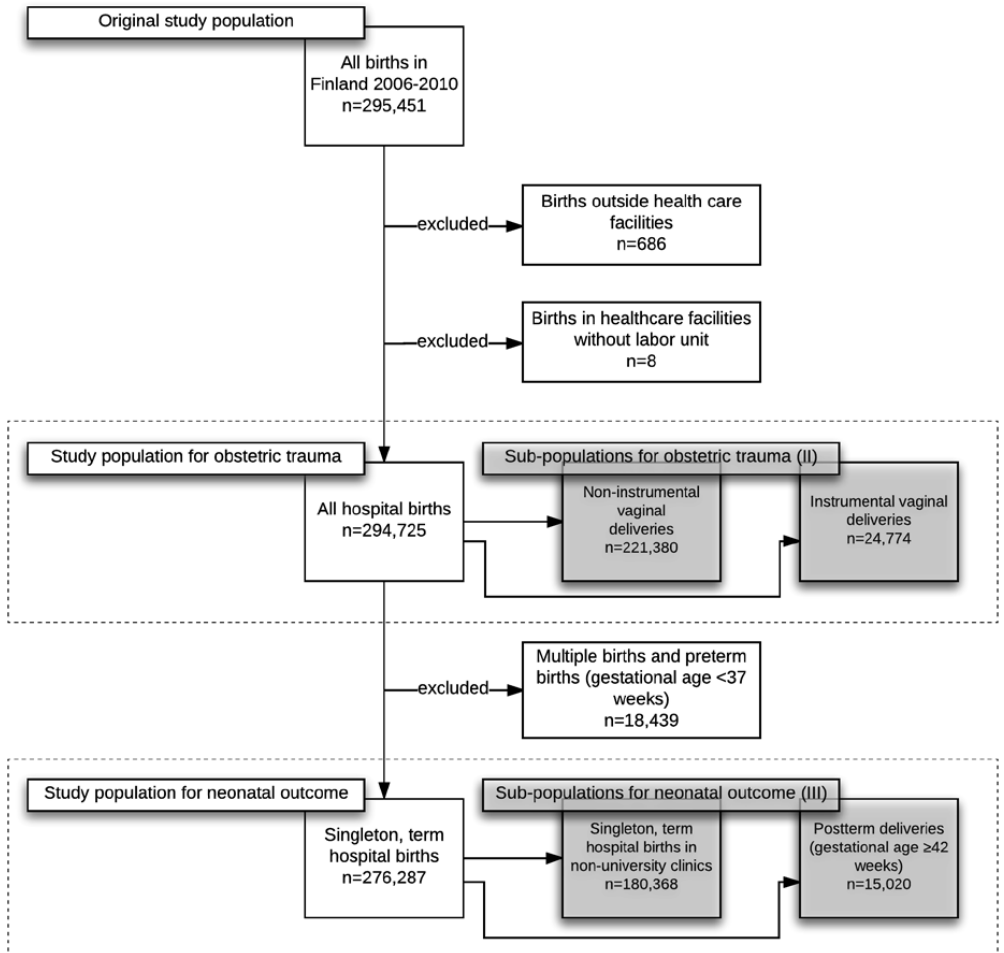 Original study population
All births in
Finland 2006-2010
n=295,451
excluded
Births outside health care
facilities
n=686
excluded
Births in healthcare facilities
without labor unit
n=8
Study population for obstetric trauma
All hospital births
n=294,725
Sub-populations for obstetric trauma (II)
Non-instrumental
vaginal
deliveries
n=221,380
Instrumental vaginal
deliveries
n=24,774
excluded
Multiple births and preterm
births (gestational age <37
weeks)
n=18,439
Study population for neonatal outcome
Singleton, term
hospital births
n=276,287
Sub-populations for neonatal outcome (III)
Singleton, term
hospital births in
non-university clinics
n=180,368
Postterm deliveries
(gestational age ≥42
weeks)
n=15,020